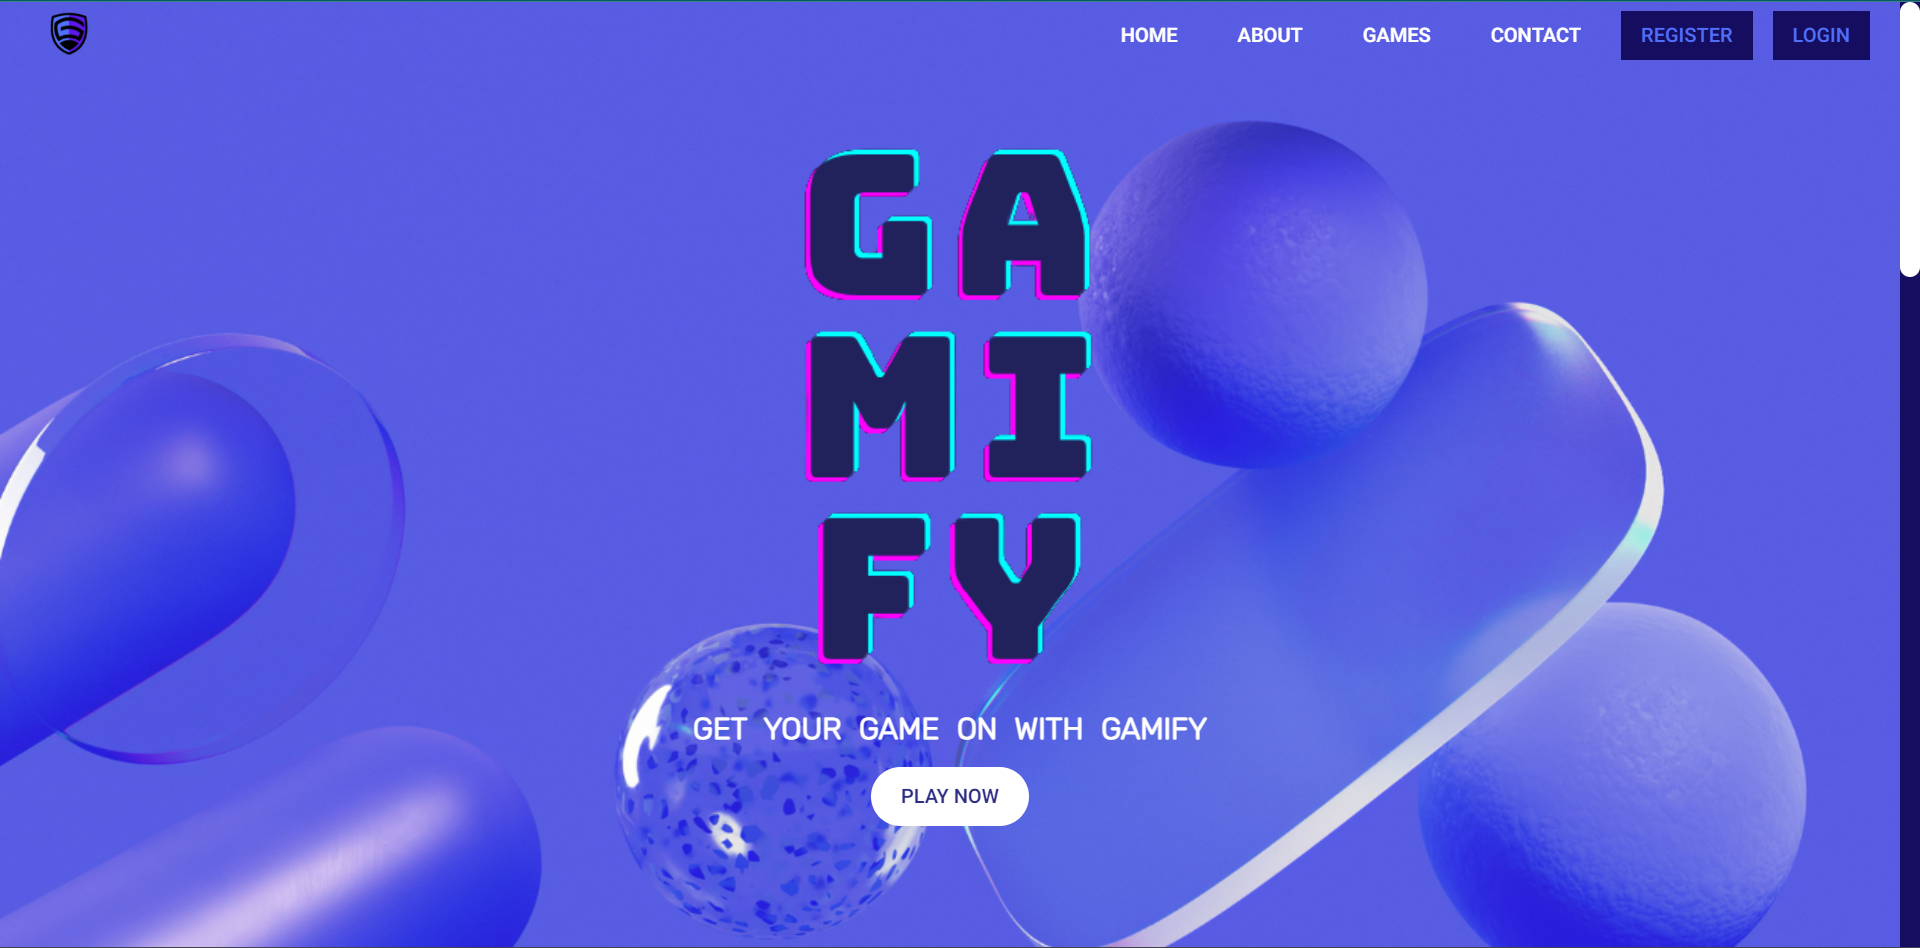 HOME ABOUT GAMES CONTACT REGISTER LOGIN
GA
MI
FY
GET YOUR GAME ON WITH GAMIFY
PLAY NOW